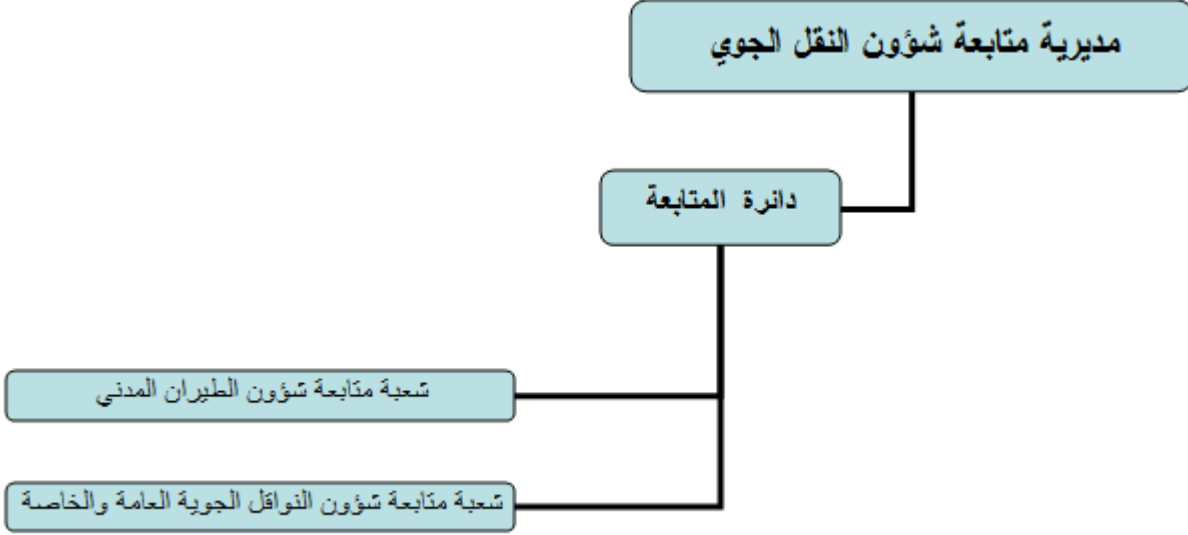 مديرية متابعة شؤون النقل الجوي
دائرة المتابعة
شعبة متابعة شؤون الطيران المدني
شعبة متابعة شؤون النواقل الجوية العامة والخاصة